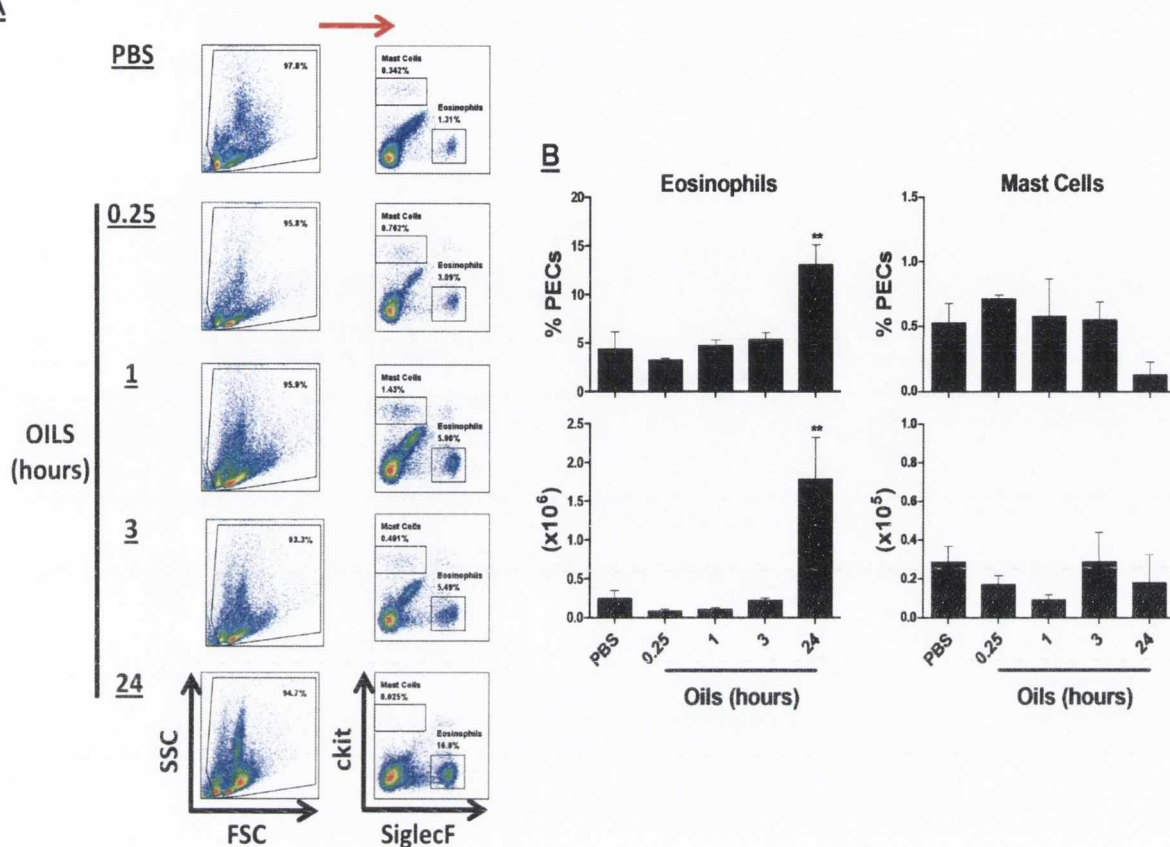 A
PBS
97.8%
Mast Cells
0.342%
Eosinophils
1.31%
0.25
95.8%
Mast Cells
0.762%
Eosinophils
3.09%
1
95.9%
Mast Cells
1.43%
Eosinophils
5.90%
OILS
(hours)
3
93.3%
Mast Cells
0.401%
Eosinophils
5.49%
24
94.7%
Mast Cells
0.025%
Eosinophils
16.9%
SSC
FSC
ckit
SiglecF
B
Eosinophils
% PECs
20
15
10
5
0
**
Mast Cells
% PECs
1.5
1.0
0.5
0.0
(x10⁶)
2.5
2.0
1.5
1.0
0.5
0.0
**
PBS
0.25
1
3
24
Oils (hours)
(x10⁵)
1.0
0.8
0.6
0.4
0.2
0.0
PBS
0.25
1
3
24
Oils (hours)